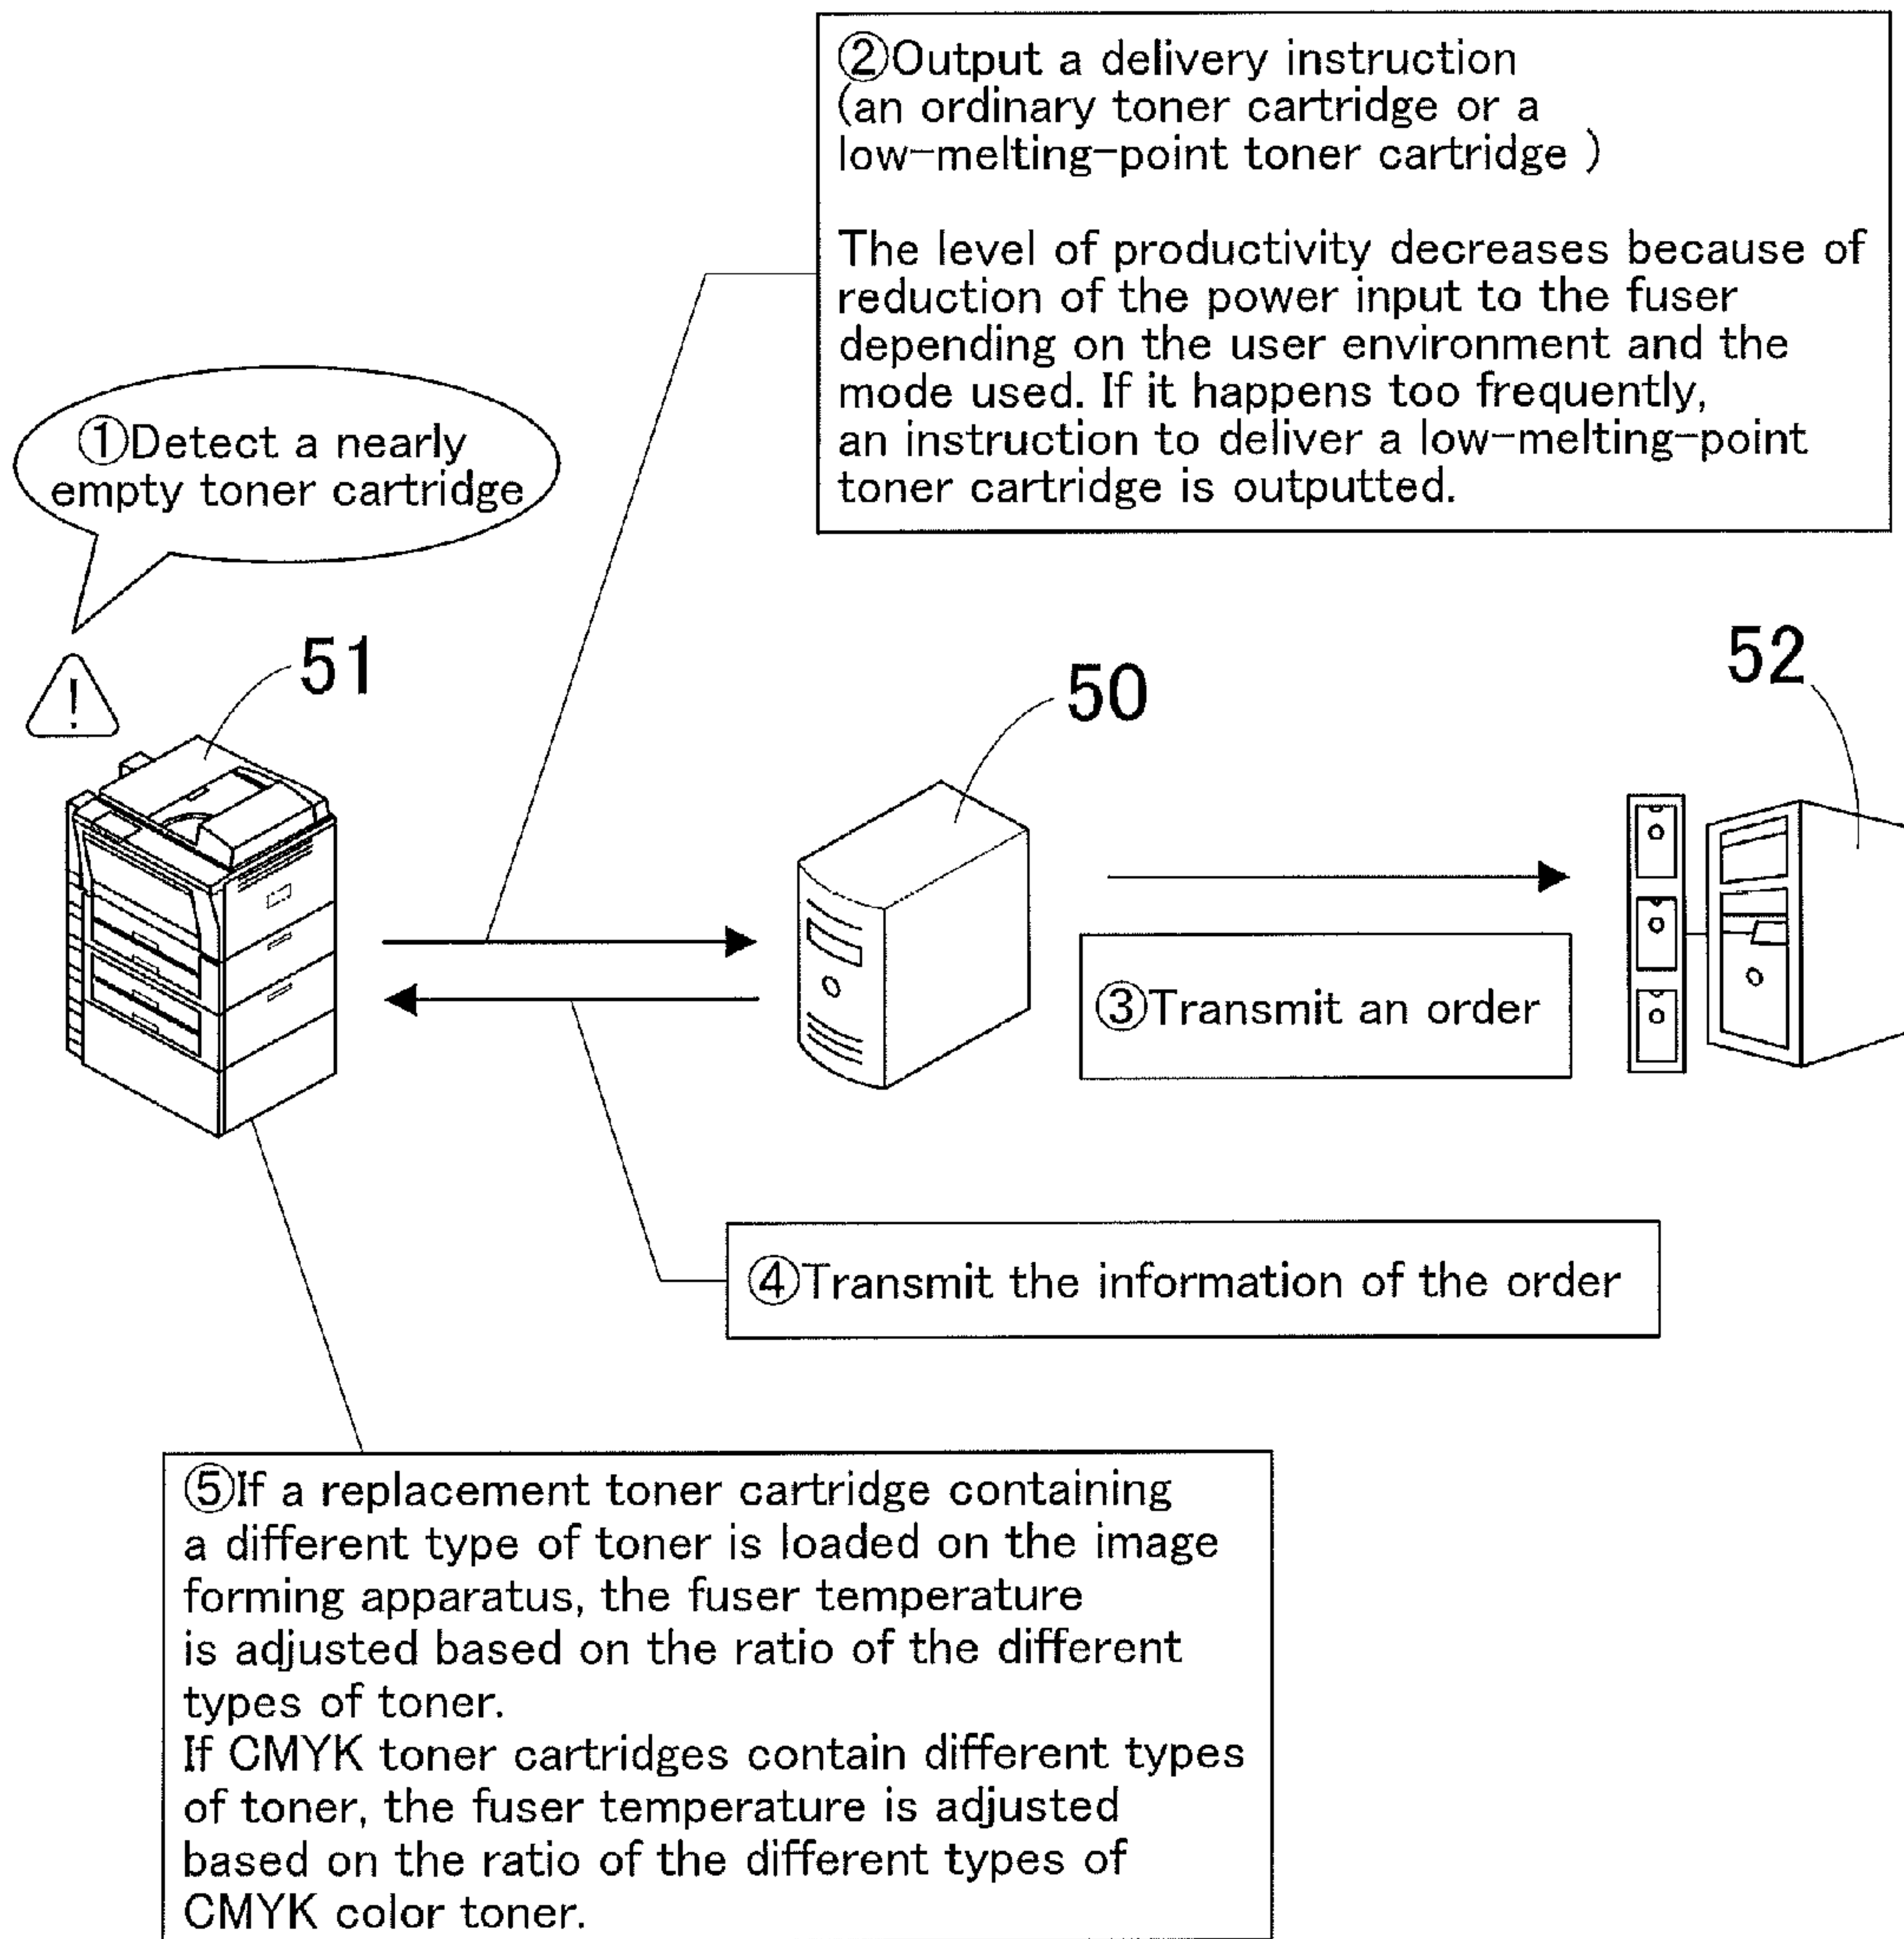 ②Output a delivery instruction
(an ordinary toner cartridge or a
low-melting-point toner cartridge )
The level of productivity decreases because of
reduction of the power input to the fuser
depending on the user environment and the
mode used. If it happens too frequently,
an instruction to deliver a low-melting-point
toner cartridge is outputted.
①Detect a nearly
empty toner cartridge
!
51
50
52
③Transmit an order
④Transmit the information of the order
⑤If a replacement toner cartridge containing
a different type of toner is loaded on the image
forming apparatus, the fuser temperature
is adjusted based on the ratio of the different
types of toner.
If CMYK toner cartridges contain different types
of toner, the fuser temperature is adjusted
based on the ratio of the different types of
CMYK color toner.